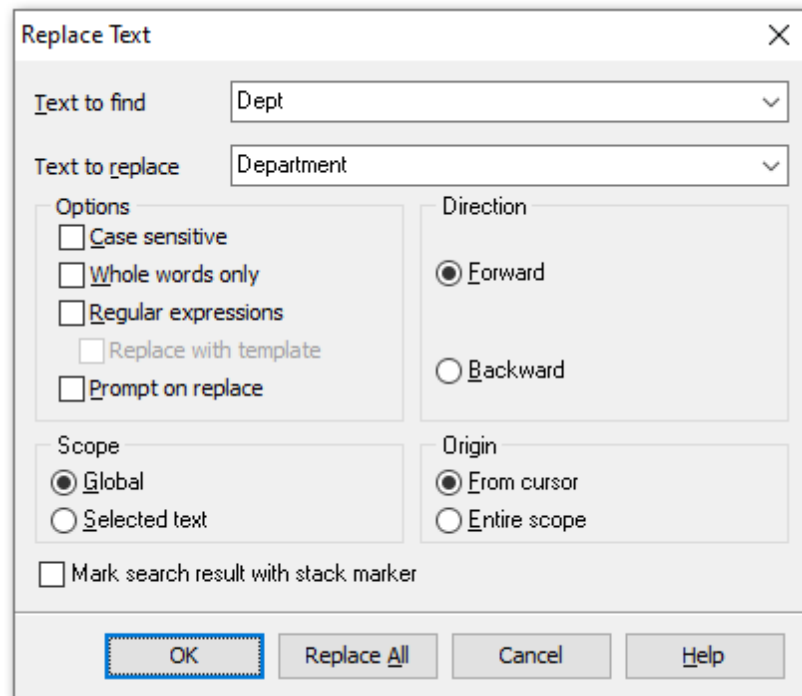 Replace Text
Text to find
Dept
Text to replace
Department
Options
Case sensitive
Whole words only
Regular expressions
Replace with template
Prompt on replace
Direction
Forward
Backward
Scope
Global
Selected text
Origin
From cursor
Entire scope
Mark search result with stack marker
OK
Replace All
Cancel
Help